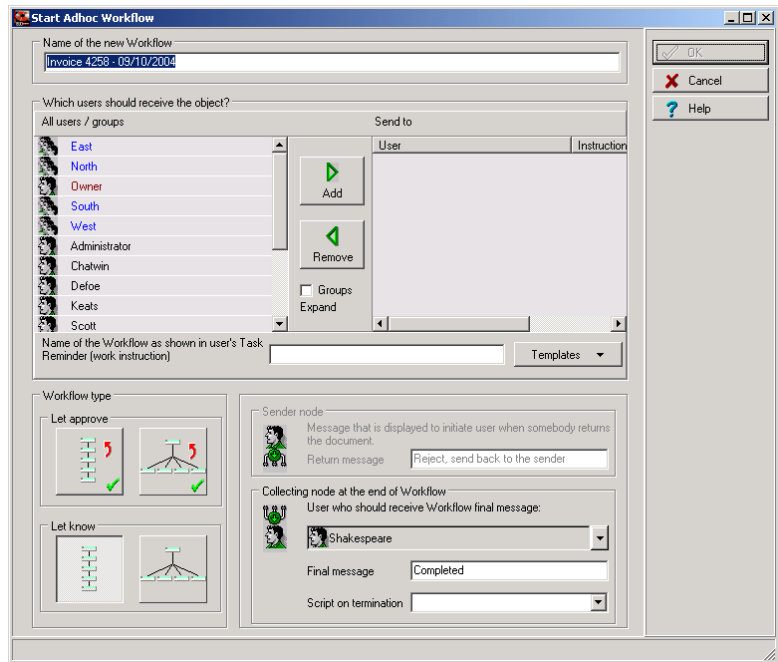 Start Adhoc Workflow
Name of the new Workflow
Invoice 4258 - 09/10/2004
OK
Cancel
Help
Which users should receive the object?
All users / groups
Send to
East
North
Owner
South
West
Administrator
Chatwin
Defoe
Keats
Scott
Add
Remove
Groups
Expand
User
Instruction
Name of the Workflow as shown in user's Task
Reminder (work instruction)
Templates
Workflow type
Let approve
Let know
Sender node
Message that is displayed to initiate user when somebody returns
the document.
Return message
Reject, send back to the sender
Collecting node at the end of Workflow
User who should receive Workflow final message:
Shakespeare
Final message
Completed
Script on termination